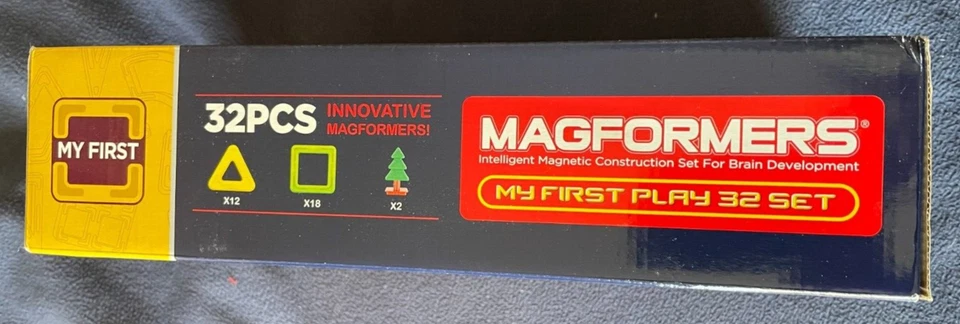 MY FIRST
32PCS
INNOVATIVE
MAGFORMERS!
X12
X18
X2
MAGFORMERS®
Intelligent Magnetic Construction Set For Brain Development
MY FIRST PLAY 32 SET